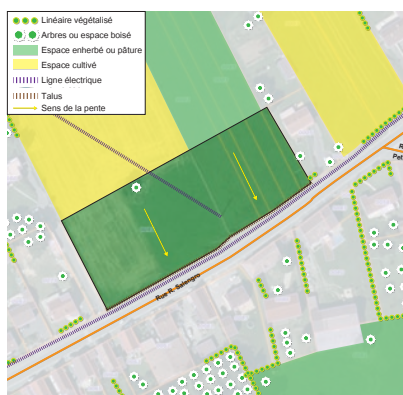 Linéaire végétalisé
Arbres ou espace boisé
Espace enherbé ou pâture
Espace cultivé
Ligne électrique
Talus
Sens de la pente
R
Pet
Rue R. Salengro